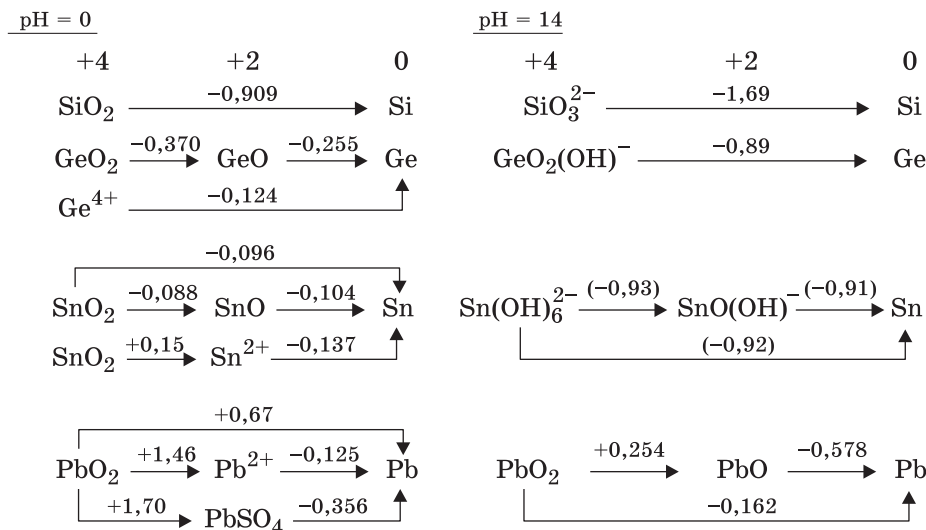 pH = 0 pH = 14
+4 +2 0 +4 +2 0
SiO₂ −0,909 Si SiO₃²⁻ −1,69 Si
GeO₂ −0,370 GeO −0,255 Ge GeO₂(OH)⁻ −0,89 Ge
Ge⁴⁺ −0,124
−0,096
SnO₂ −0,088 SnO −0,104 Sn Sn(OH)₆²⁻ (−0,93) SnO(OH)⁻ (−0,91) Sn
SnO₂ +0,15 Sn²⁺ −0,137 (−0,92)
+0,67
PbO₂ +1,46 Pb²⁺ −0,125 Pb PbO₂ +0,254 PbO −0,578 Pb
+1,70 PbSO₄ −0,356 −0,162